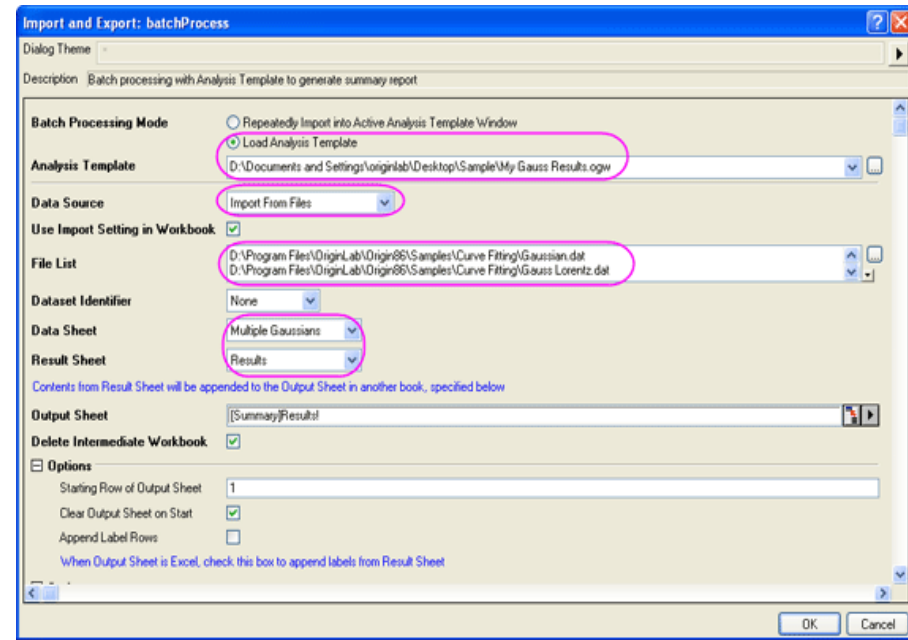 Import and Export: batchProcess
Dialog Theme *
Description Batch processing with Analysis Template to generate summary report
Batch Processing Mode Repeatedly Import into Active Analysis Template Window
Load Analysis Template
Analysis Template D:\Documents and Settings\originlab\Desktop\Sample\My Gauss Results.ogw
Data Source Import From Files
Use Import Setting in Workbook
File List D:\Program Files\OriginLab\Origin86\Samples\Curve Fitting\Gaussian.dat
D:\Program Files\OriginLab\Origin86\Samples\Curve Fitting\Gauss Lorentz.dat
Dataset Identifier None
Data Sheet Multiple Gaussians
Result Sheet Results
Contents from Result Sheet will be appended to the Output Sheet in another book, specified below
Output Sheet [Summary]Results!
Delete Intermediate Workbook
Options
Starting Row of Output Sheet 1
Clear Output Sheet on Start
Append Label Rows
When Output Sheet is Excel, check this box to append labels from Result Sheet
OK Cancel